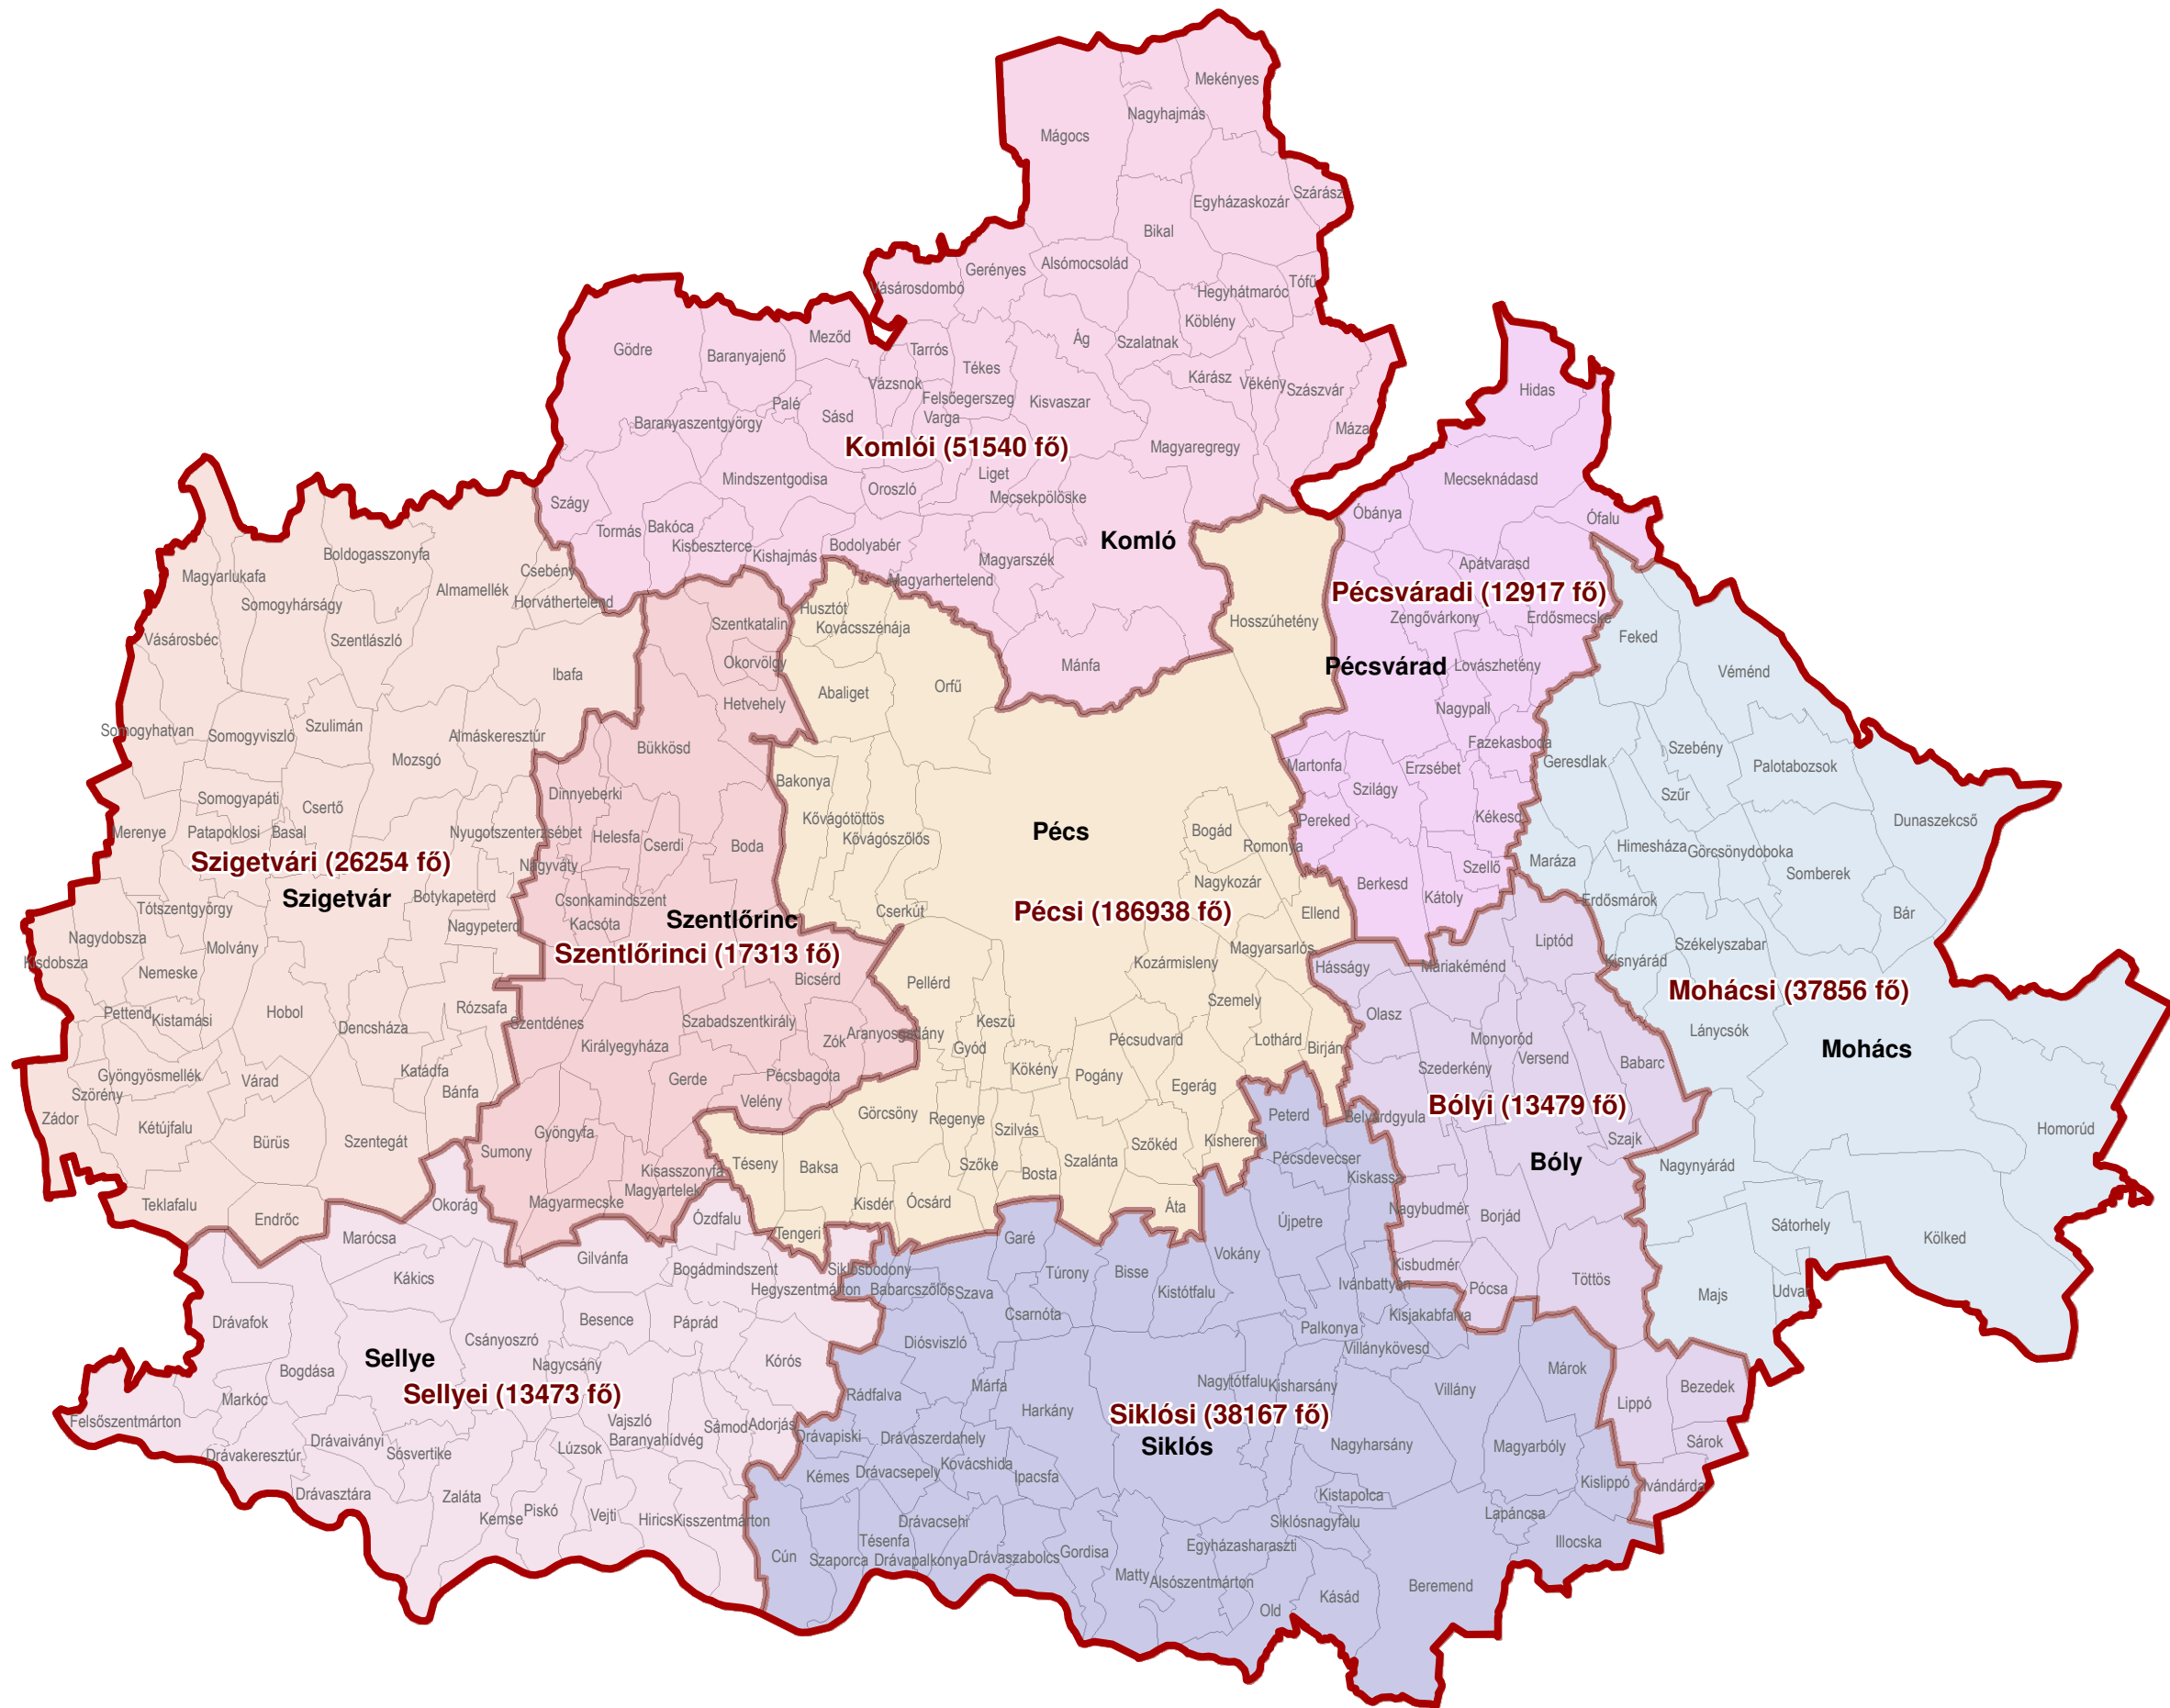 Mekényes
Nagyhajmás
Mágocs
Szárász
Egyházaskozár
Bikal
Alsómocsolád
Gerényes
Tófű
Vásárosdombó
Hegyhátmaróc
Köblény
Meződ
Ág
Szalatnak
Gödre
Baranyajenő
Tarrós
Tékes
Kárász
Vékény
Vázsnok
Szászvár
Hidas
Felsőegerszeg
Kisvaszar
Palé
Sásd
Varga
Baranyaszentgyörgy
Máza
Komlói (51540 fő)
Magyaregregy
Liget
Mindszentgodisa
Mecseknádasd
Oroszló
Mecsekpölöske
Szágy
Óbánya
Ófalu
Tormás
Bakóca
Komló
Kisbeszterce
Bodolyabér
Kishajmás
Boldogasszonyfa
Magyarszék
Apátvarasd
Csebény
Magyarlukafa
Magyarhertelend
Almamellék
Pécsváradi (12917 fő)
Horváthertelend
Somogyhárságy
Husztót
Zengővárkony
Erdősmecske
Hosszúhetény
Szentkatalin
Kovácsszénája
Feked
Vásárosbéc
Szentlászló
Okorvölgy
Mánfa
Pécsvárad
Lovászhetény
Véménd
Ibafa
Abaliget
Orfű
Hetvehely
Nagypall
Szulimán
Somogyhatvan
Somogyviszló
Almáskeresztúr
Fazekasboda
Bükkösd
Szebény
Mozsgó
Geresdlak
Martonfa
Erzsébet
Palotabozsok
Bakonya
Szilágy
Dinnyeberki
Szűr
Somogyapáti
Csertő
Kővágótöttös
Kékesd
Pereked
Dunaszekcső
Merenye
Patapoklosi
Basal
Nyugotszenterzsébet
Pécs
Bogád
Helesfa
Kővágószőlős
Cserdi
Boda
Romonya
Himesháza
Görcsönydoboka
Szigetvári (26254 fő)
Nagyváty
Maráza
Szellő
Somberek
Nagykozár
Berkesd
Botykapeterd
Szigetvár
Kátoly
Csonkamindszent
Erdősmárok
Tótszentgyörgy
Cserkút
Pécsi (186938 fő)
Ellend
Bár
Szentlőrinc
Kacsóta
Nagypeterd
Nagydobsza
Molvány
Liptód
Székelyszabar
Magyarsarlós
Szentlőrinci (17313 fő)
Kisdobsza
Kozármisleny
Kisnyárád
Hásságy
Máriakéménd
Nemeske
Bicsérd
Pellérd
Mohácsi (37856 fő)
Szemely
Rózsafa
Pettend
Hobol
Olasz
Kistamási
Szentdénes
Szabadszentkirály
Keszü
Dencsháza
Lánycsók
Zók
Aranyosgadány
Pécsudvard
Lothárd
Monyoród
Királyegyháza
Gyód
Birján
Mohács
Versend
Babarc
Katádfa
Kökény
Szederkény
Gyöngyösmellék
Várad
Gerde
Pécsbagota
Pogány
Egerág
Szörény
Bánfa
Velény
Bólyi (13479 fő)
Zádor
Görcsöny
Regenye
Peterd
Belvárdgyula
Kétújfalu
Gyöngyfa
Szilvás
Homorúd
Bürüs
Szentegát
Szőkéd
Kisherend
Szajk
Sumony
Téseny
Baksa
Szőke
Szalánta
Pécsdevecser
Bóly
Nagynyárád
Kisasszonyfa
Bosta
Kiskassa
Magyartelek
Teklafalu
Okorág
Magyarmecske
Kisdér
Ócsárd
Áta
Nagybudmér
Borjád
Endrőc
Ózdfalu
Újpetre
Sátorhely
Tengeri
Marócsa
Garé
Kölked
Gilvánfa
Vokány
Kisbudmér
Siklósbodony
Bogádmindszent
Túrony
Bisse
Kákics
Töttös
Hegyszentmárton
Babarcszőlős
Szava
Kistótfalu
Ivánbattyán
Pócsa
Majs
Udvar
Csarnóta
Kisjakabfalva
Drávafok
Besence
Páprád
Palkonya
Csányoszró
Diósviszló
Villánykövesd
Sellye
Kórós
Nagycsány
Bogdása
Márok
Nagytótfalu
Kisharsány
Márfa
Villány
Bezedek
Sellyei (13473 fő)
Rádfalva
Markóc
Lippó
Harkány
Siklósi (38167 fő)
Felsőszentmárton
Vajszló
Sámod
Adorjás
Drávapiski
Drávaiványi
Baranyahídvég
Drávaszerdahely
Sárok
Siklós
Nagyharsány
Magyarbóly
Lúzsok
Drávakeresztúr
Sósvertike
Kovácshida
Kémes
Drávacsepely
Ipacsfa
Kislippó
Ivándárda
Drávasztára
Zaláta
Kistapolca
Piskó
Lapáncsa
Kemse
Vejti
Hirics
Kisszentmárton
Drávacsehi
Siklósnagyfalu
Tésenfa
Illocska
Egyházasharaszti
Cún
Szaporca
Drávapalkonya
Drávaszabolcs
Gordisa
Matty
Alsószentmárton
Beremend
Kásád
Old